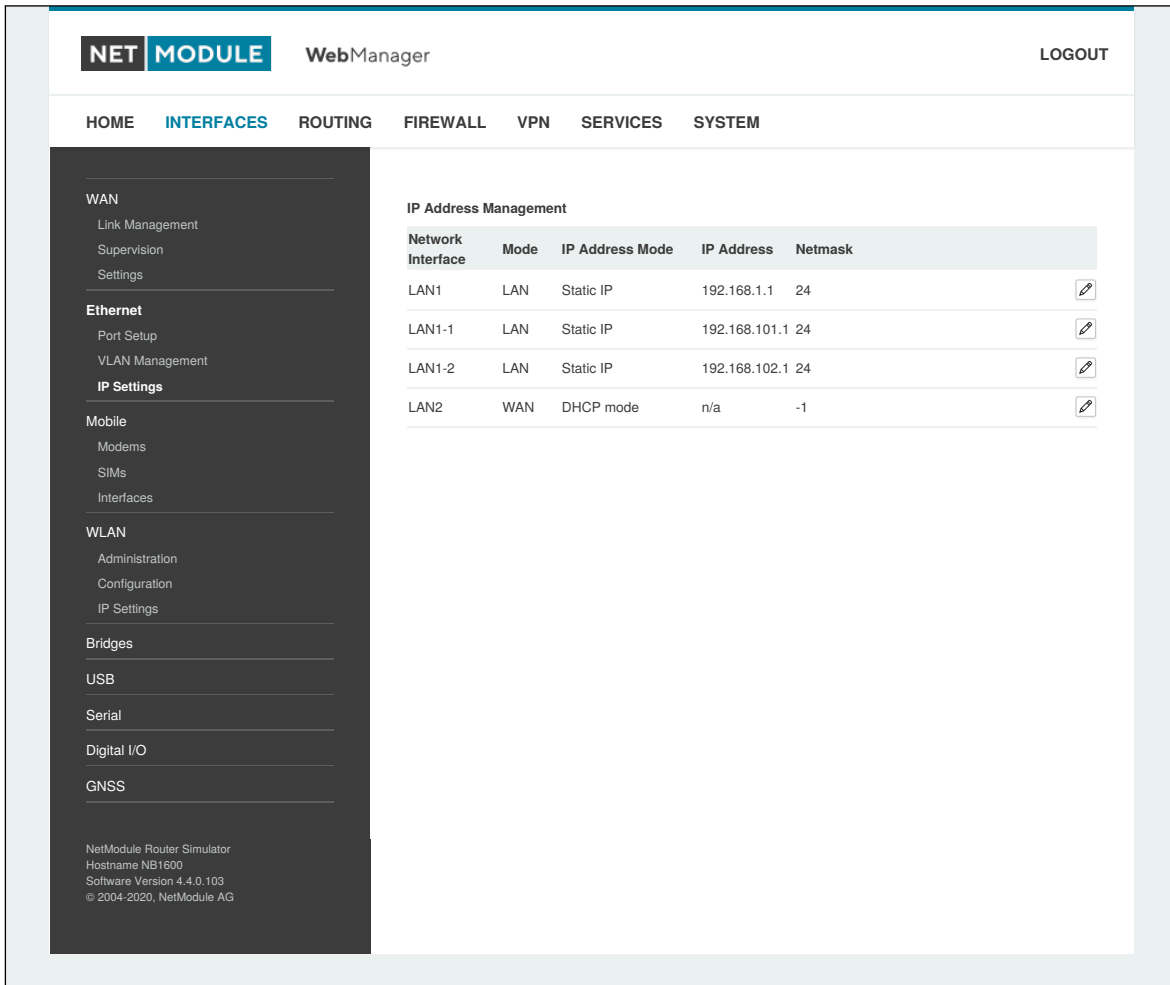 NET MODULE WebManager LOGOUT
HOME INTERFACES ROUTING FIREWALL VPN SERVICES SYSTEM
WAN
Link Management
Supervision
Settings
Ethernet
Port Setup
VLAN Management
IP Settings
Mobile
Modems
SIMs
Interfaces
WLAN
Administration
Configuration
IP Settings
Bridges
USB
Serial
Digital I/O
GNSS
NetModule Router Simulator
Hostname NB1600
Software Version 4.4.0.103
© 2004-2020, NetModule AG
IP Address Management
Network
Interface Mode IP Address Mode IP Address Netmask
LAN1 LAN Static IP 192.168.1.1 24
LAN1-1 LAN Static IP 192.168.101.1 24
LAN1-2 LAN Static IP 192.168.102.1 24
LAN2 WAN DHCP mode n/a -1